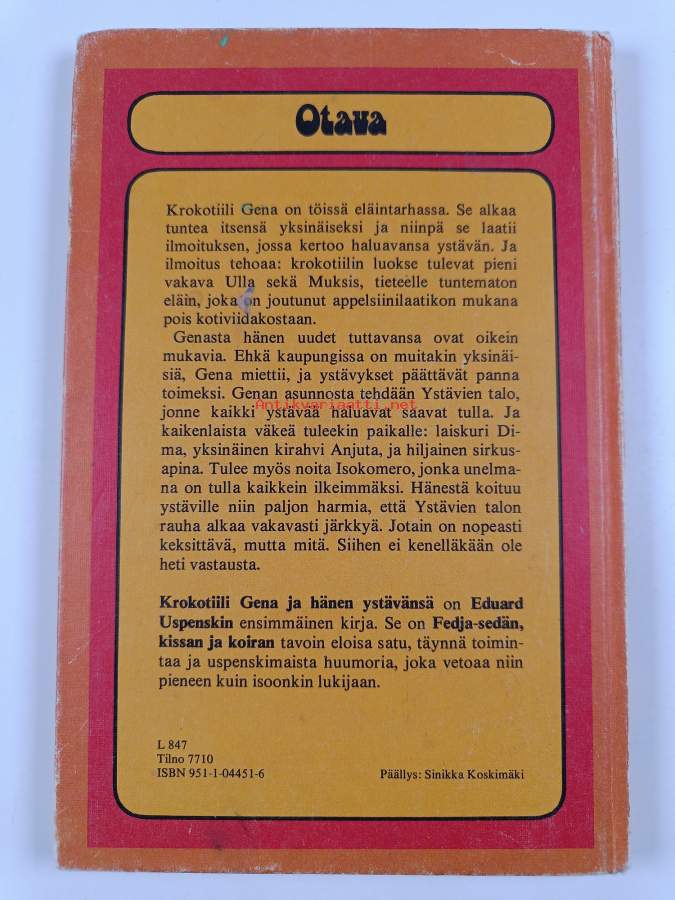 Otava
Krokotiili Gena on töissä eläintarhassa. Se alkaa
tuntea itsensä yksinäiseksi ja niinpä se laatii
ilmoituksen, jossa kertoo haluavansa ystävän. Ja
ilmoitus tehoaa: krokotiilin luokse tulevat pieni
vakava Ulla sekä Muksis, tieteelle tuntematon
eläin, joka on joutunut appelsiinilaatikon mukana
pois kotiviidakostaan.
Genasta hänen uudet tuttavansa ovat oikein
mukavia. Ehkä kaupungissa on muitakin yksinäi-
siä, Gena miettii, ja ystävykset päättävät panna
toimeksi. Genan asunnosta tehdään Ystävien talo,
Antikvariaatti.net
jonne kaikki ystävää haluavat saavat tulla. Ja
kaikenlaista väkeä tuleekin paikalle: laiskuri Di-
ma, yksinäinen kirahvi Anjuta, ja hiljainen sirkus-
apina. Tulee myös noita Isokomero, jonka unelma-
na on tulla kaikkein ilkeimmäksi. Hänestä koituu
ystäville niin paljon harmia, että Ystävien talon
rauha alkaa vakavasti järkkyä. Jotain on nopeasti
keksittävä, mutta mitä. Siihen ei kenelläkään ole
heti vastausta.
Krokotiili Gena ja hänen ystävänsä on Eduard
Uspenskin ensimmäinen kirja. Se on Fedja-sedän,
kissan ja koiran tavoin eloisa satu, täynnä toimin-
taa ja uspenskimaista huumoria, joka vetoaa niin
pieneen kuin isoonkin lukijaan.
L 847
Tilno 7710
ISBN 951-1-04451-6
Päällys: Sinikka Koskimäki